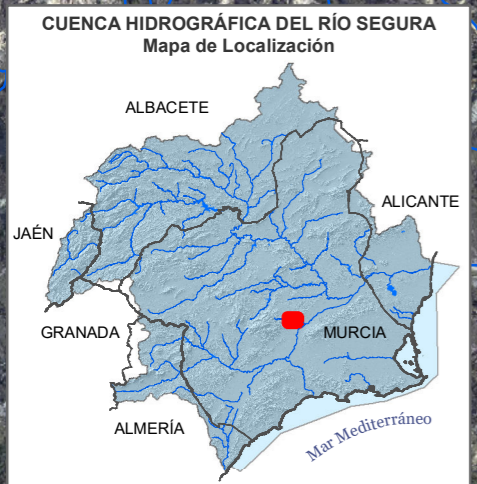 CUENCA HIDROGRÁFICA DEL RÍO SEGURA
Mapa de Localización
ALBACETE
ALICANTE
JAÉN
GRANADA
MURCIA
ALMERÍA
Mar Mediterráneo